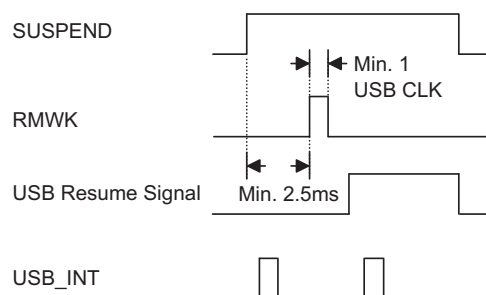 SUSPEND
Min. 1
USB CLK
RMWK
USB Resume Signal
Min. 2.5ms
USB_INT